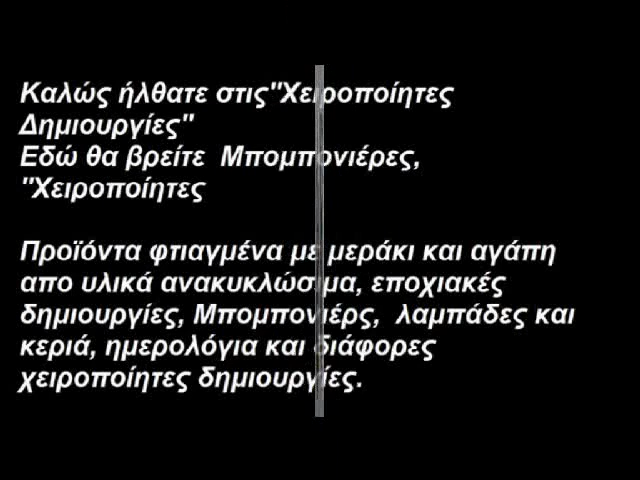 Καλώς ήλθατε στις"Χειροποίητες
Δημιουργίες"
Εδώ θα βρείτε  Μπομπονιέρες,
"Χειροποίητες
Προϊόντα φτιαγμένα με μεράκι και αγάπη
απο υλικά ανακυκλώσιμα, εποχιακές
δημιουργίες, Μπομπονιέρς,  λαμπάδες και
κεριά, ημερολόγια και διάφορες
χειροποίητες δημιουργίες.